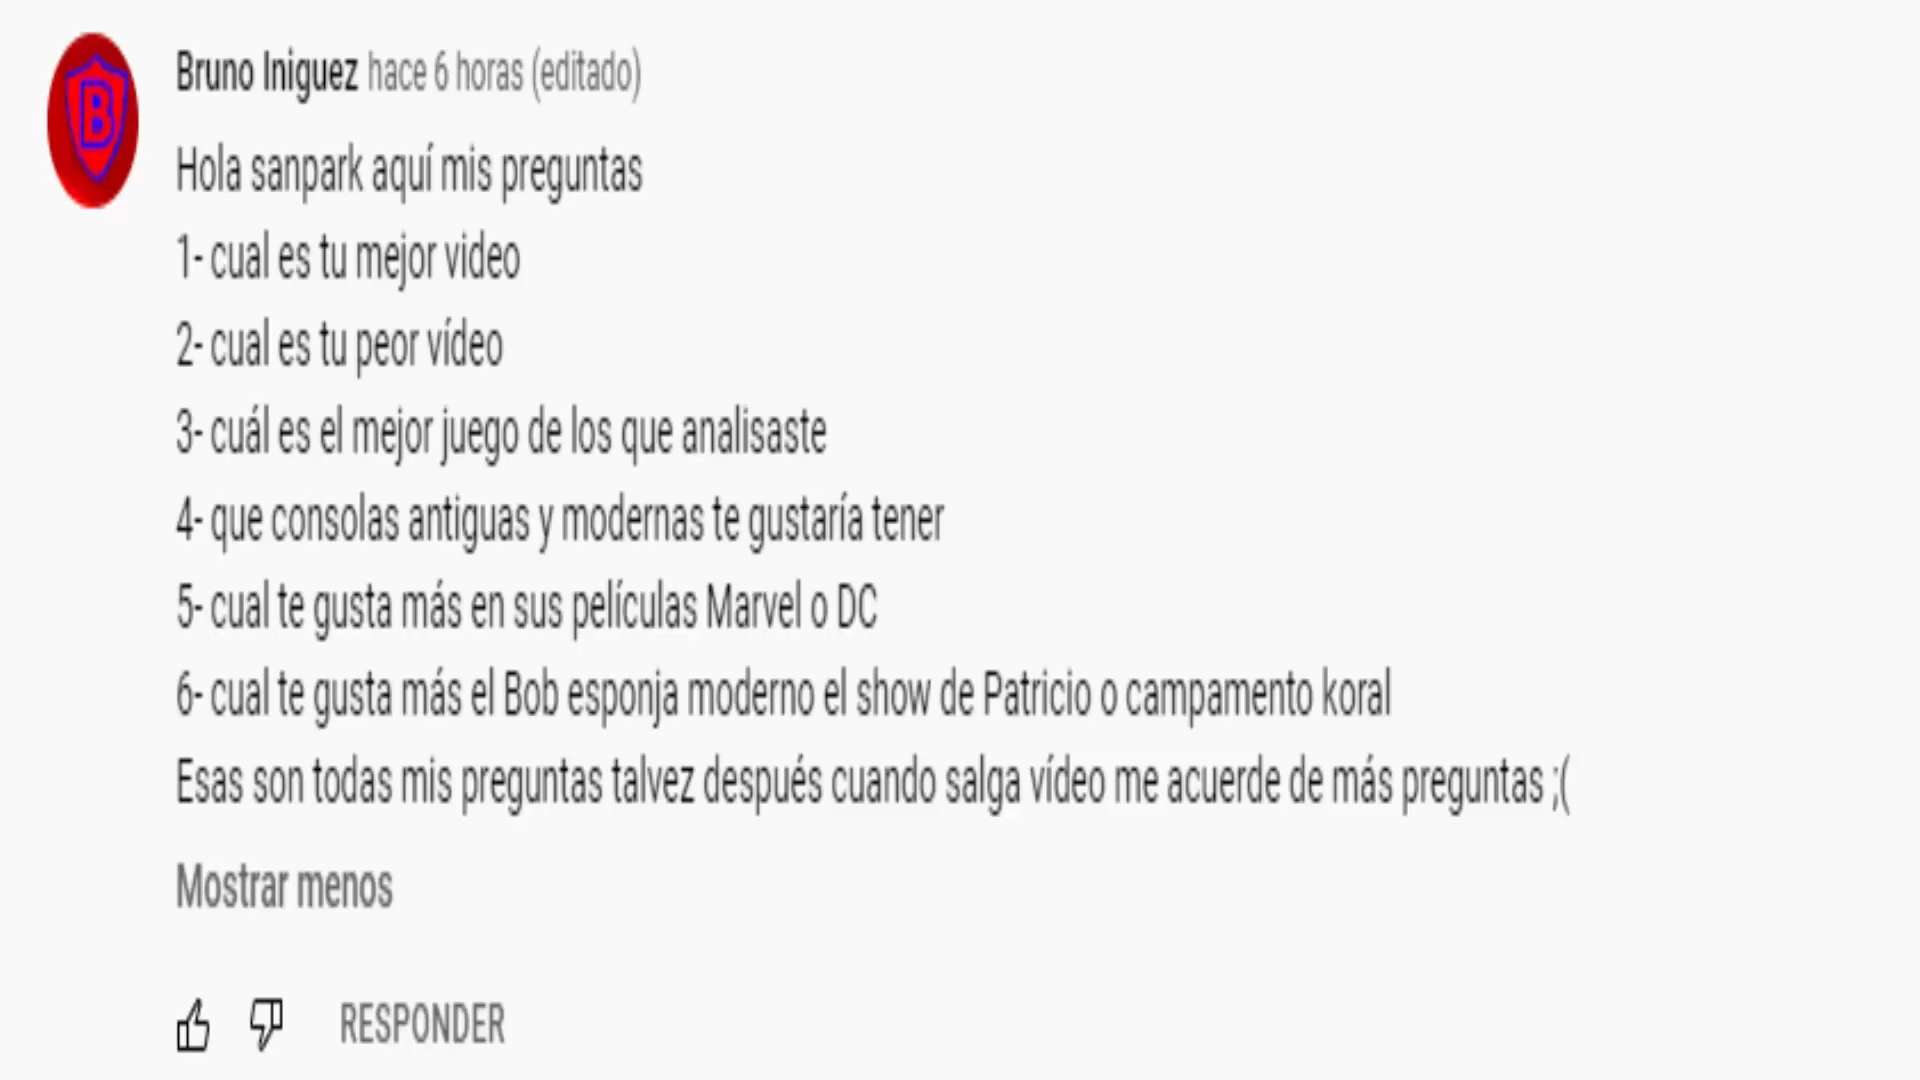 B
Bruno Iniguez hace 6 horas (editado)
Hola sanpark aquí mis preguntas
1- cual es tu mejor video
2- cual es tu peor vídeo
3- cuál es el mejor juego de los que analisaste
4- que consolas antiguas y modernas te gustaría tener
5- cual te gusta más en sus películas Marvel o DC
6- cual te gusta más el Bob esponja moderno el show de Patricio o campamento koral
Esas son todas mis preguntas talvez después cuando salga vídeo me acuerde de más preguntas ;(
Mostrar menos
RESPONDER